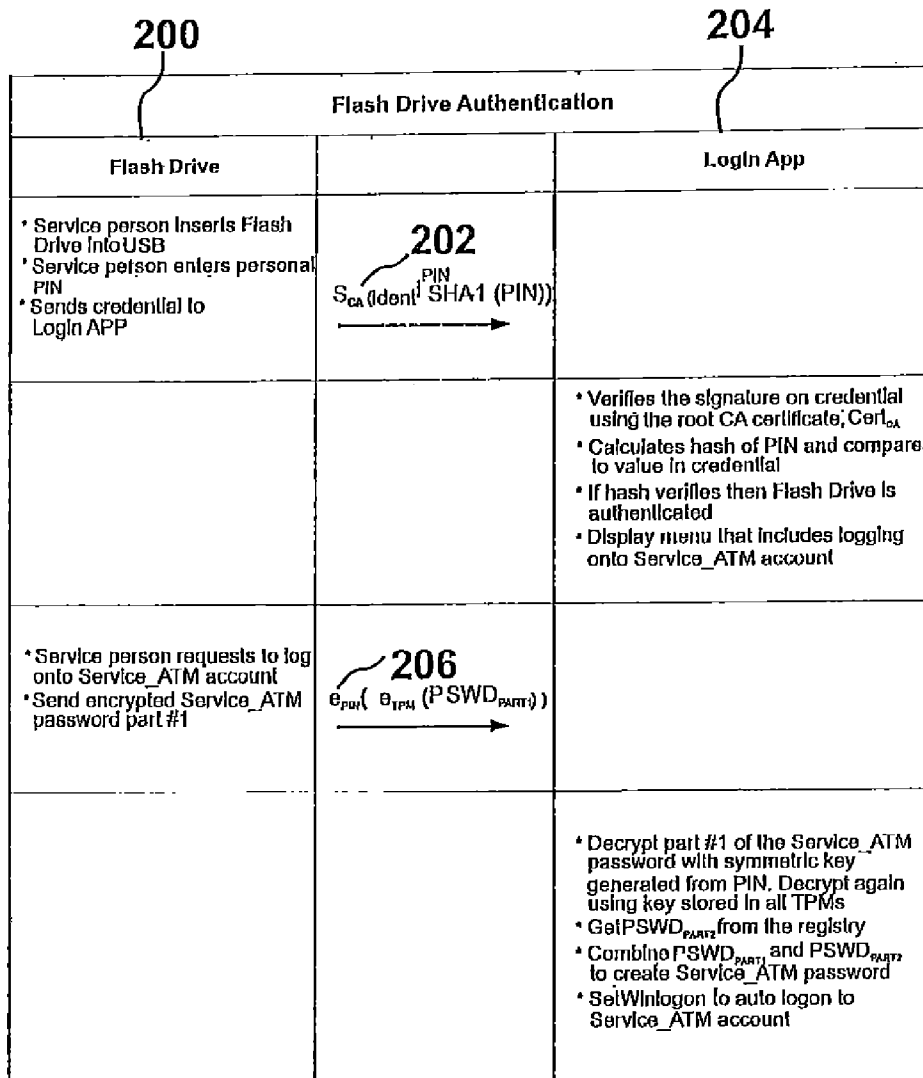 200
204
Flash Drive Authentication
Flash Drive
Login App
* Service person inserts Flash
Drive into USB
* Service person enters personal
PIN
* Sends credential to
Login APP
202
PIN
S_CA (Ident| SHA1 (PIN))
* Verifies the signature on credential
using the root CA certificate, Cert_CA
* Calculates hash of PIN and compare
to value in credential
* If hash verifies then Flash Drive is
authenticated
* Display menu that includes logging
onto Service_ATM account
* Service person requests to log
onto Service_ATM account
* Send encrypted Service_ATM
password part #1
206
e_PIN( e_TPM (PSWD_PART1))
* Decrypt part #1 of the Service_ATM
password with symmetric key
generated from PIN. Decrypt again
using key stored in all TPMs
* Get PSWD_PART2 from the registry
* Combine PSWD_PART1 and PSWD_PART2
to create Service_ATM password
* Set Winlogon to auto logon to
Service_ATM account